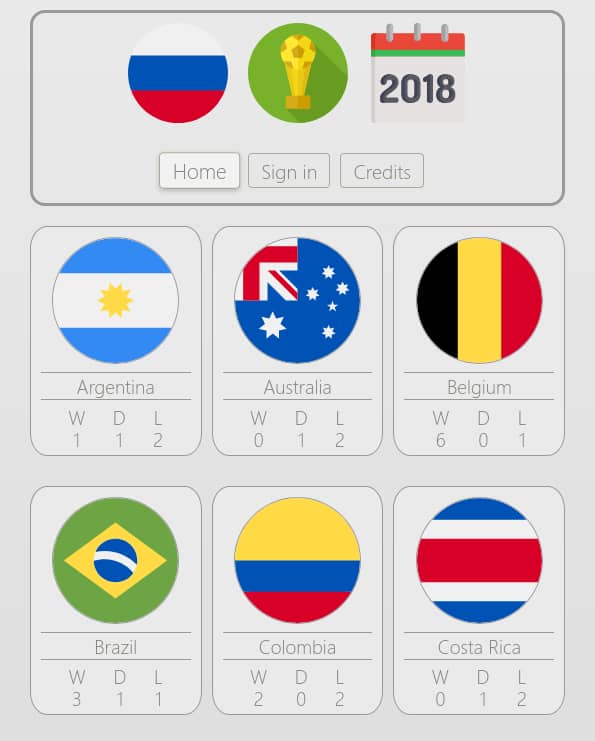 2018
Home Sign in Credits
Argentina Australia Belgium
W D L W D L W D L
1 1 2 0 1 2 6 0 1
Brazil Colombia Costa Rica
W D L W D L W D L
3 1 1 2 0 2 0 1 2